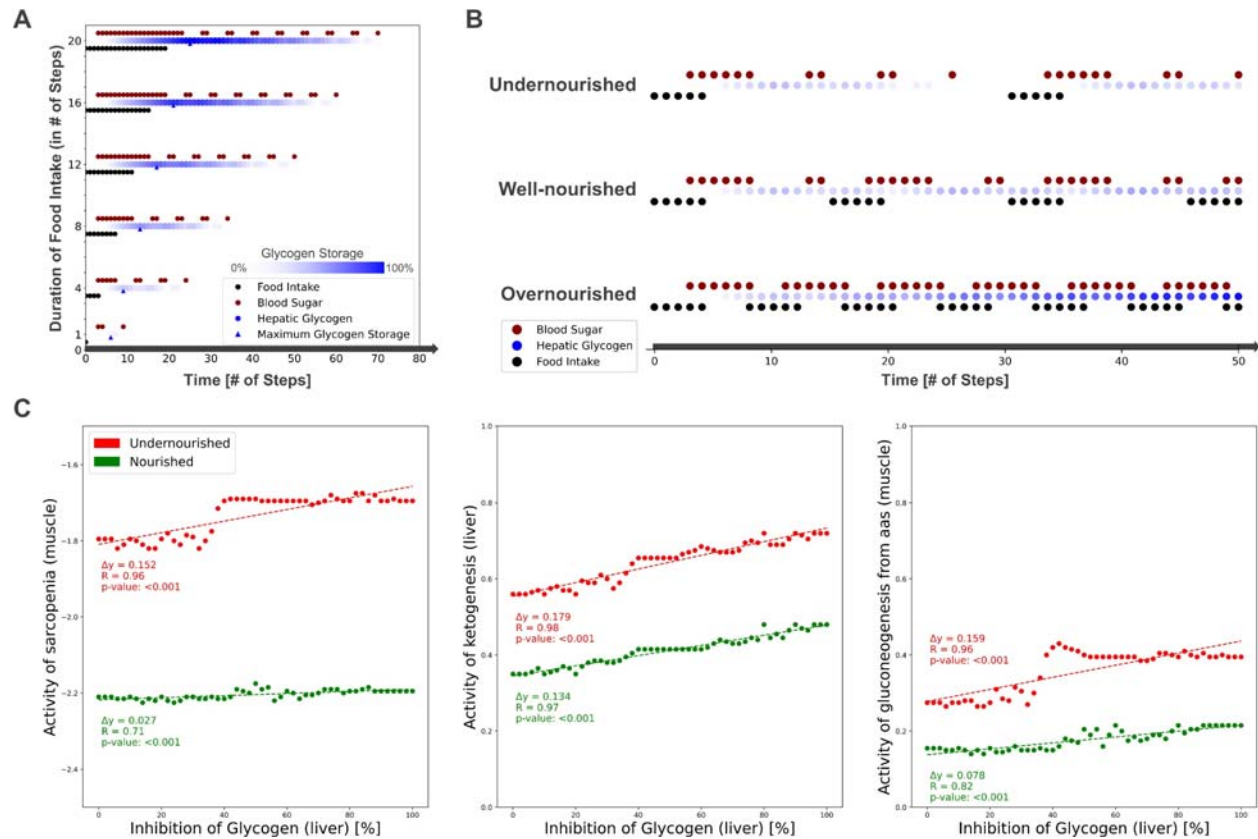 A
Duration of Food Intake (in # of Steps)
20
16
12
8
4
1
Glycogen Storage
0% 100%
Food Intake
Blood Sugar
Hepatic Glycogen
Maximum Glycogen Storage
0 10 20 30 40 50 60 70 80
Time [# of Steps]
B
Undernourished
Well-nourished
Overnourished
Blood Sugar
Hepatic Glycogen
Food Intake
0 10 20 30 40 50
Time [# of Steps]
C
Activity of sarcopenia (muscle)
Undernourished
Nourished
−1.6
−1.8
−2.0
−2.2
−2.4
Δy = 0.152
R = 0.96
p-value: <0.001
Δy = 0.027
R = 0.71
p-value: <0.001
0 20 40 60 80 100
Inhibition of Glycogen (liver) [%]
Activity of ketogenesis (liver)
1.0
0.8
0.6
0.4
0.2
0.0
Δy = 0.179
R = 0.98
p-value: <0.001
Δy = 0.134
R = 0.97
p-value: <0.001
0 20 40 60 80 100
Inhibition of Glycogen (liver) [%]
Activity of gluconeogenesis from aas (muscle)
1.0
0.8
0.6
0.4
0.2
0.0
Δy = 0.159
R = 0.96
p-value: <0.001
Δy = 0.078
R = 0.82
p-value: <0.001
0 20 40 60 80 100
Inhibition of Glycogen (liver) [%]